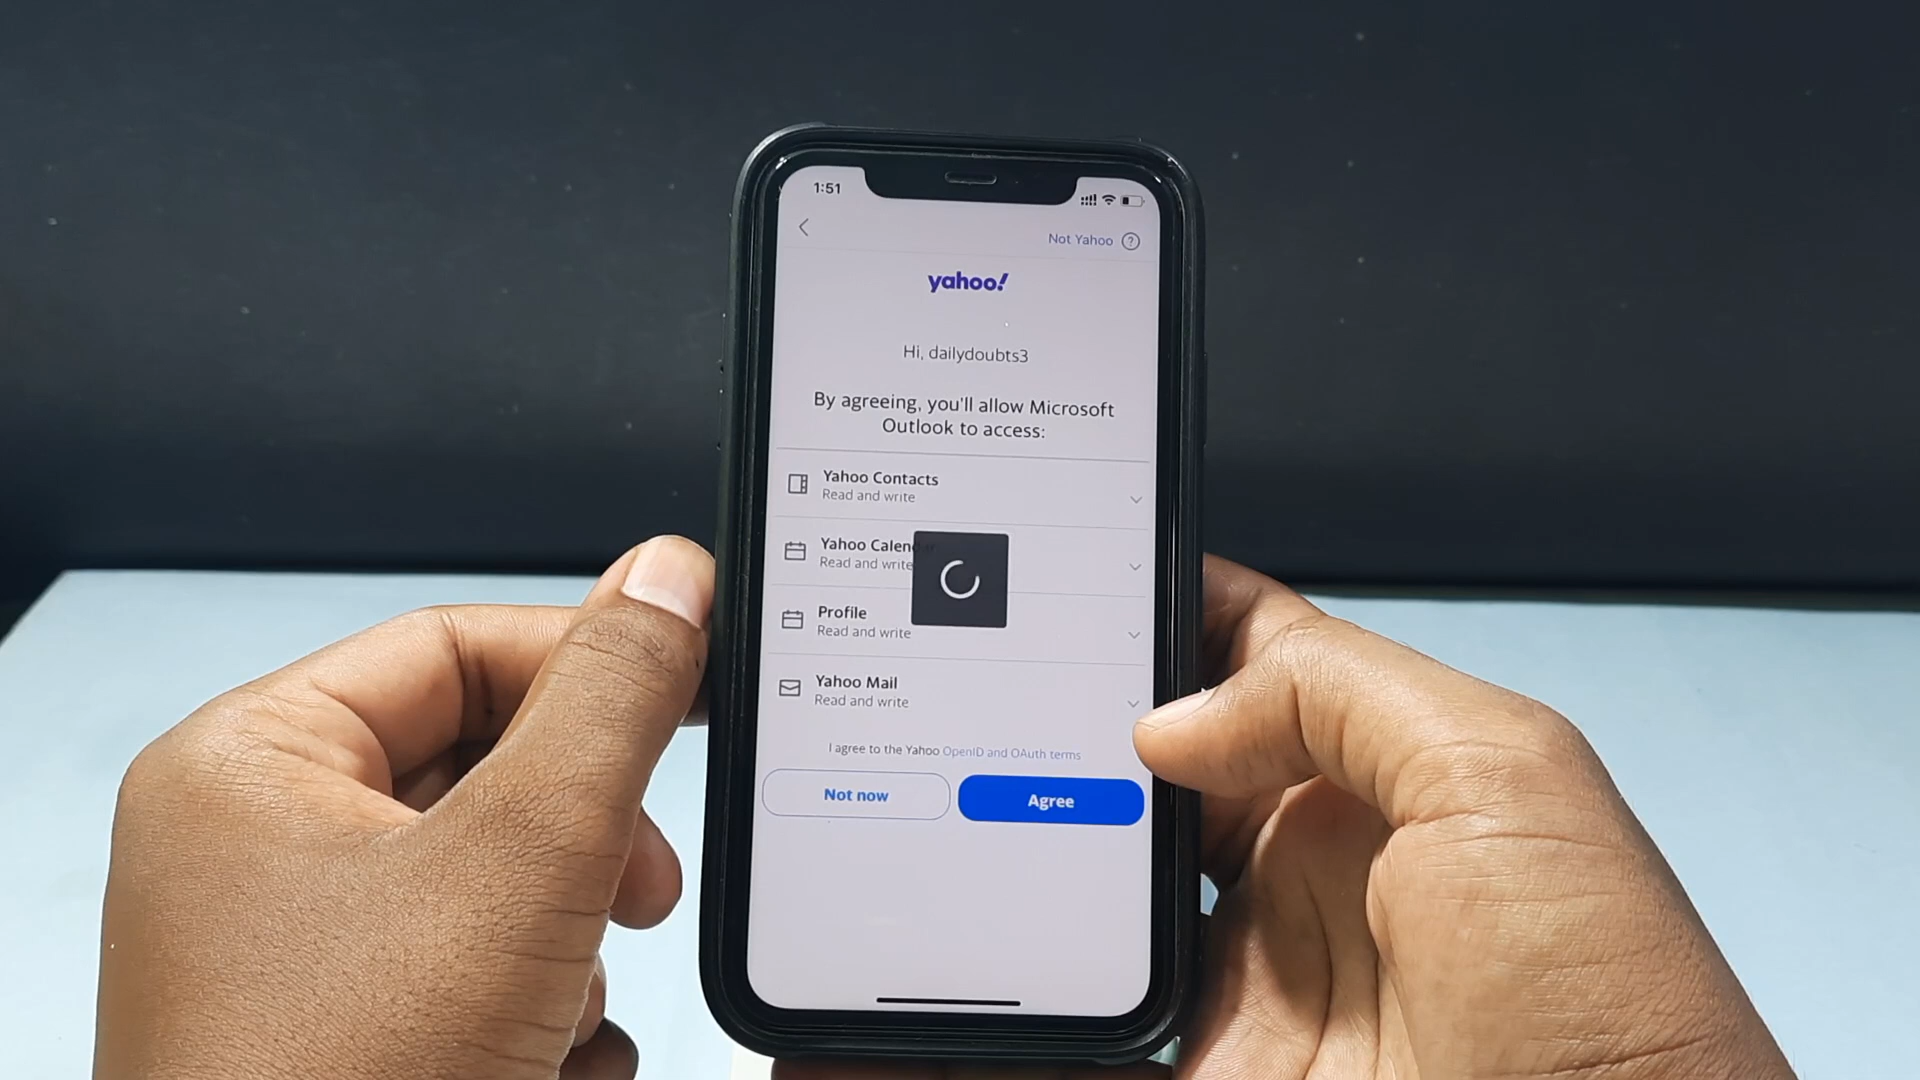 1:51
Not Yahoo ?
yahoo!
Hi, dailydoubts3
By agreeing, you'll allow Microsoft
Outlook to access:
Yahoo Contacts
Read and write
Yahoo
Read and write
Profile
Read and write
Yahoo Mail
Read and write
I agree to the Yahoo OpenID and OAuth terms
Not now
Agree